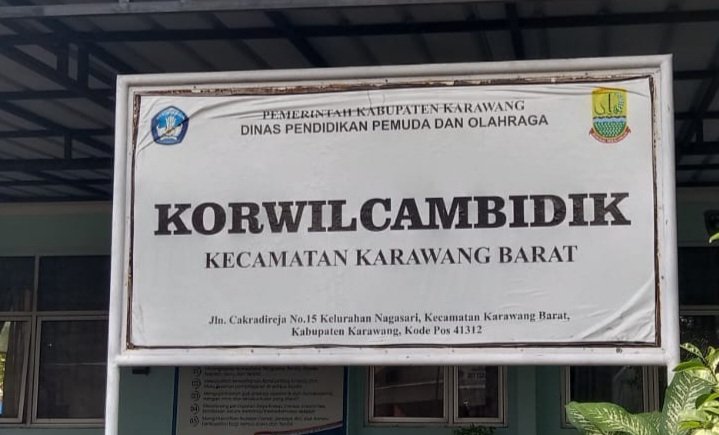 PEMERINTAH KABUPATEN KARAWANG
DINAS PENDIDIKAN PEMUDA DAN OLAHRAGA
KORWILCAMBIDIK
KECAMATAN KARAWANG BARAT
Jln. Cakradireja No.15 Kelurahan Nagasari, Kecamatan Karawang Barat,
Kabupaten Karawang, Kode Pos 41312